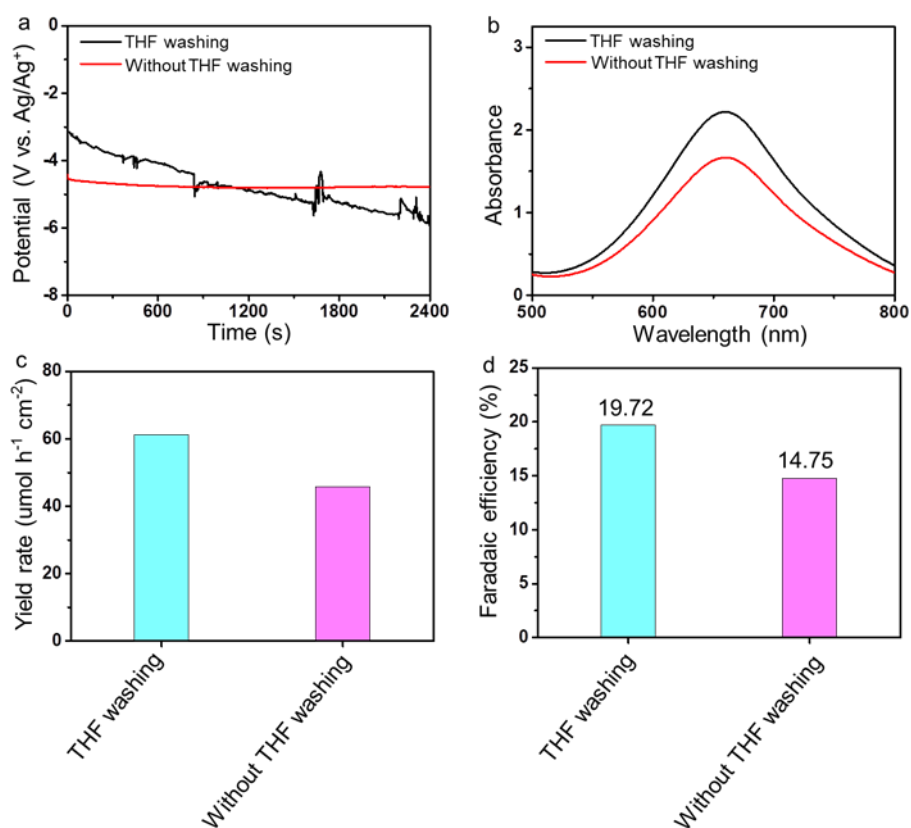 a
THF washing
Without THF washing
Potential (V vs. Ag/Ag⁺)
0
-2
-4
-6
-8
0 600 1200 1800 2400
Time (s)
b
THF washing
Without THF washing
Absorbance
3
2
1
0
500 600 700 800
Wavelength (nm)
c
Yield rate (umol h⁻¹ cm⁻²)
80
60
40
20
0
THF washing
Without THF washing
d
Faradaic efficiency (%)
25
20
15
10
5
0
19.72
14.75
THF washing
Without THF washing